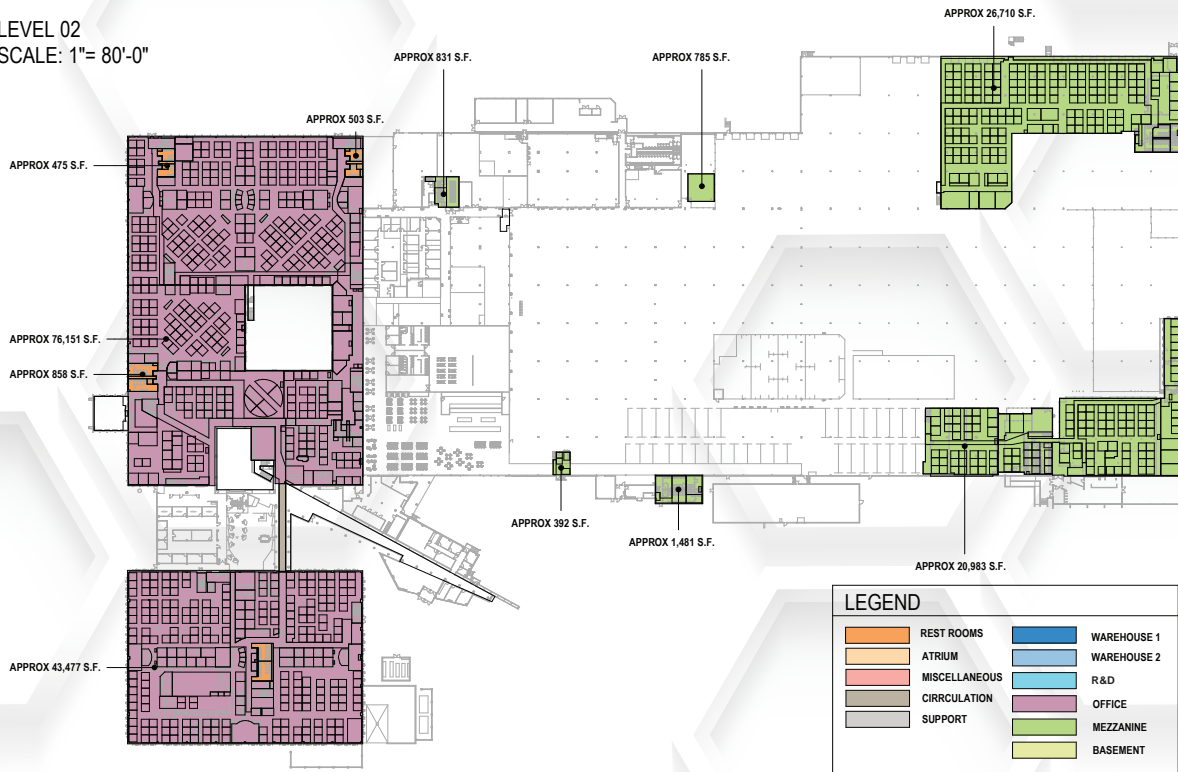 LEVEL 02
SCALE: 1"= 80'-0"
APPROX 26,710 S.F.
APPROX 831 S.F.
APPROX 785 S.F.
APPROX 503 S.F.
APPROX 475 S.F.
APPROX 76,151 S.F.
APPROX 858 S.F.
APPROX 392 S.F.
APPROX 1,481 S.F.
APPROX 20,983 S.F.
APPROX 43,477 S.F.
LEGEND
REST ROOMS
ATRIUM
MISCELLANEOUS
CIRRCULATION
SUPPORT
WAREHOUSE 1
WAREHOUSE 2
R&D
OFFICE
MEZZANINE
BASEMENT